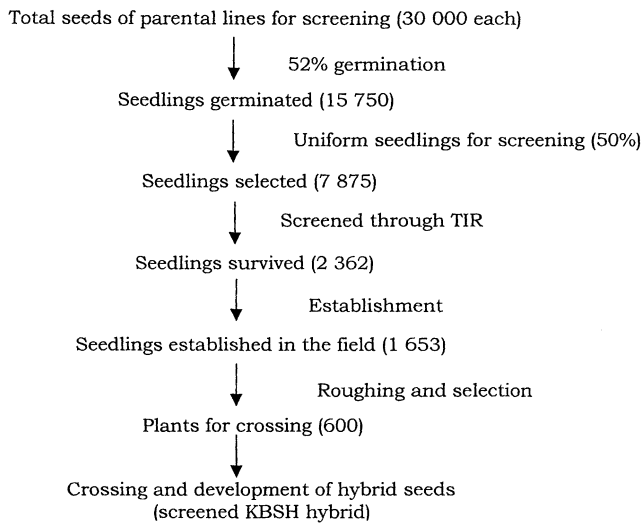 Total seeds of parental lines for screening (30 000 each)
52% germination
Seedlings germinated (15 750)
Uniform seedlings for screening (50%)
Seedlings selected (7 875)
Screened through TIR
Seedlings survived (2 362)
Establishment
Seedlings established in the field (1 653)
Roughing and selection
Plants for crossing (600)
Crossing and development of hybrid seeds
(screened KBSH hybrid)